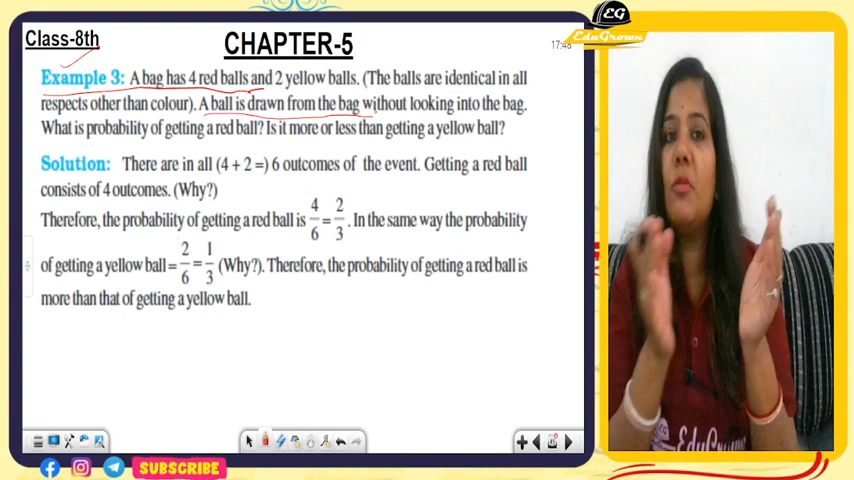 Class-8th
CHAPTER-5
EG
EduGrown
17:48
Example 3: A bag has 4 red balls and 2 yellow balls. (The balls are identical in all
respects other than colour). A ball is drawn from the bag without looking into the bag.
What is probability of getting a red ball? Is it more or less than getting a yellow ball?
Solution: There are in all (4 + 2 =) 6 outcomes of the event. Getting a red ball
consists of 4 outcomes. (Why?)
Therefore, the probability of getting a red ball is 4/6 = 2/3. In the same way the probability
of getting a yellow ball = 2/6 = 1/3 (Why?). Therefore, the probability of getting a red ball is
more than that of getting a yellow ball.
EG
EduGrown
45
SUBSCRIBE